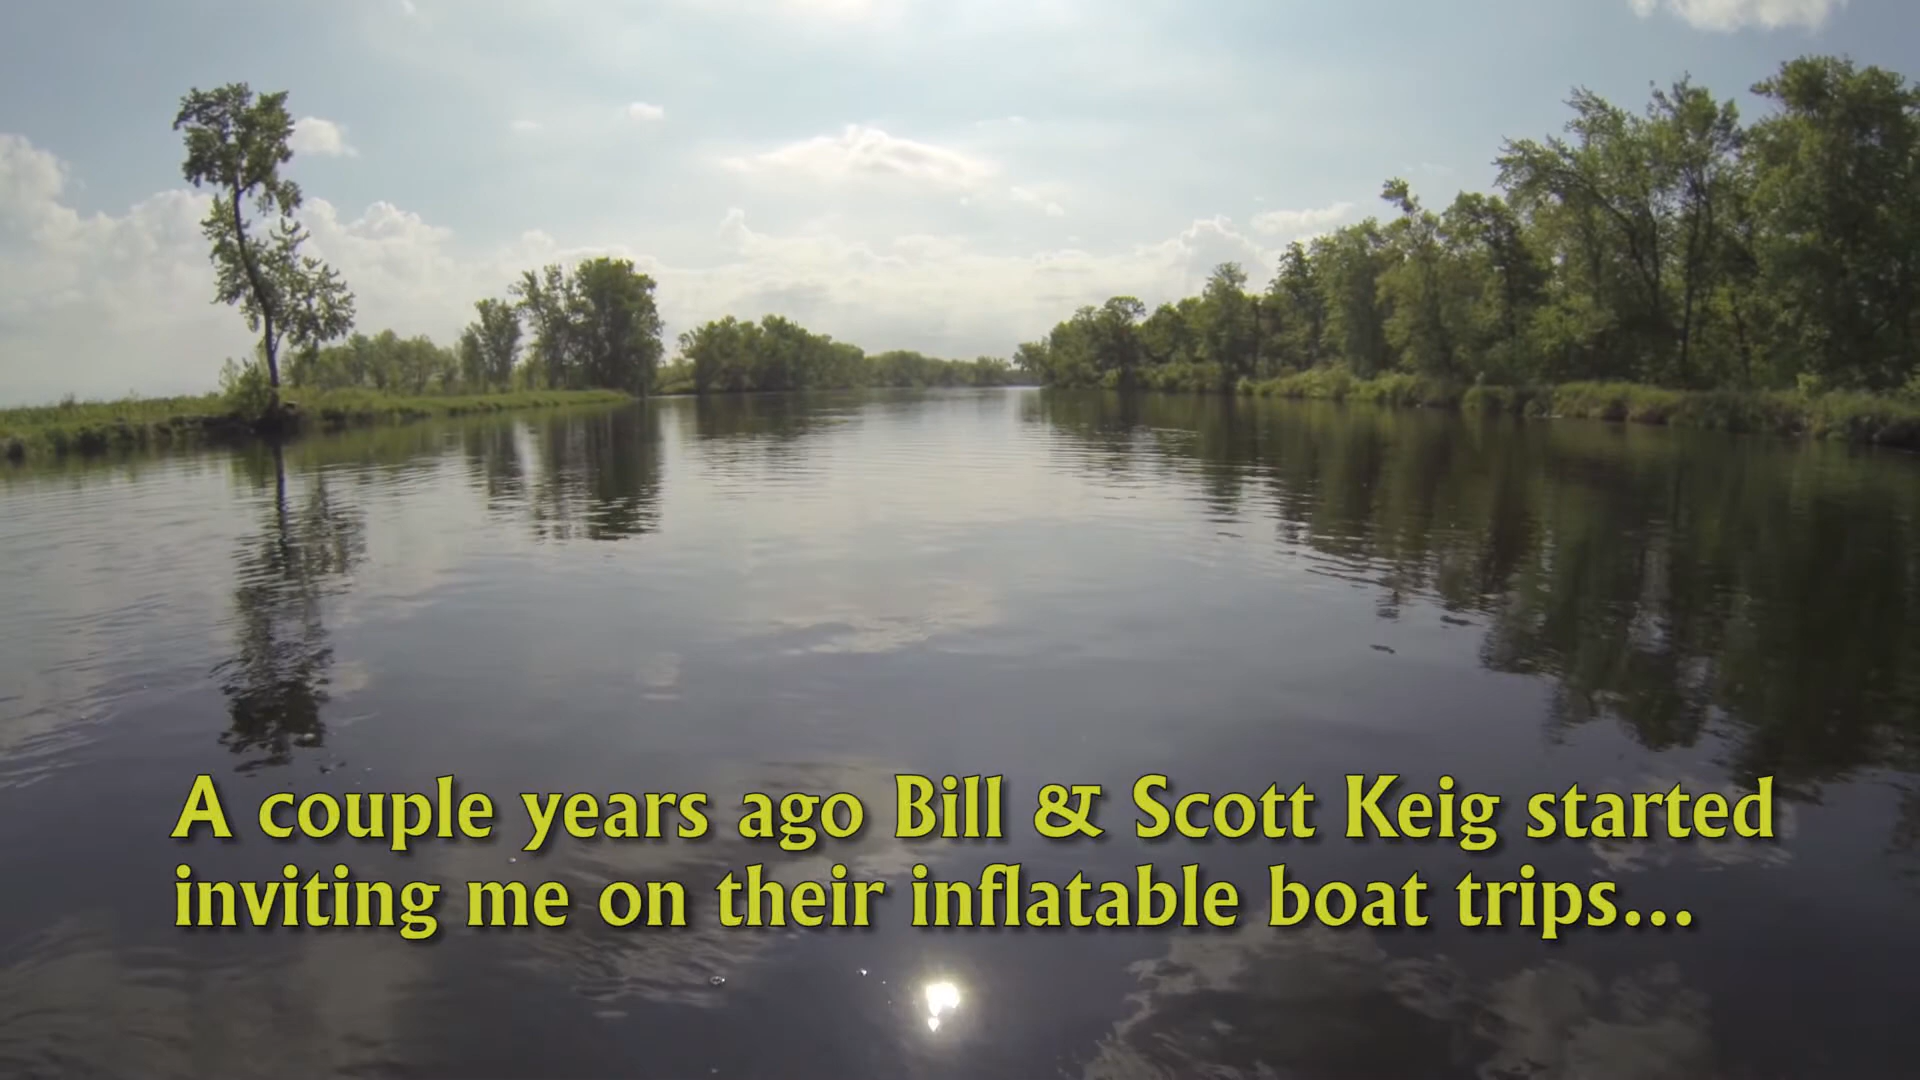 A couple years ago Bill & Scott Keig started
inviting me on their inflatable boat trips...